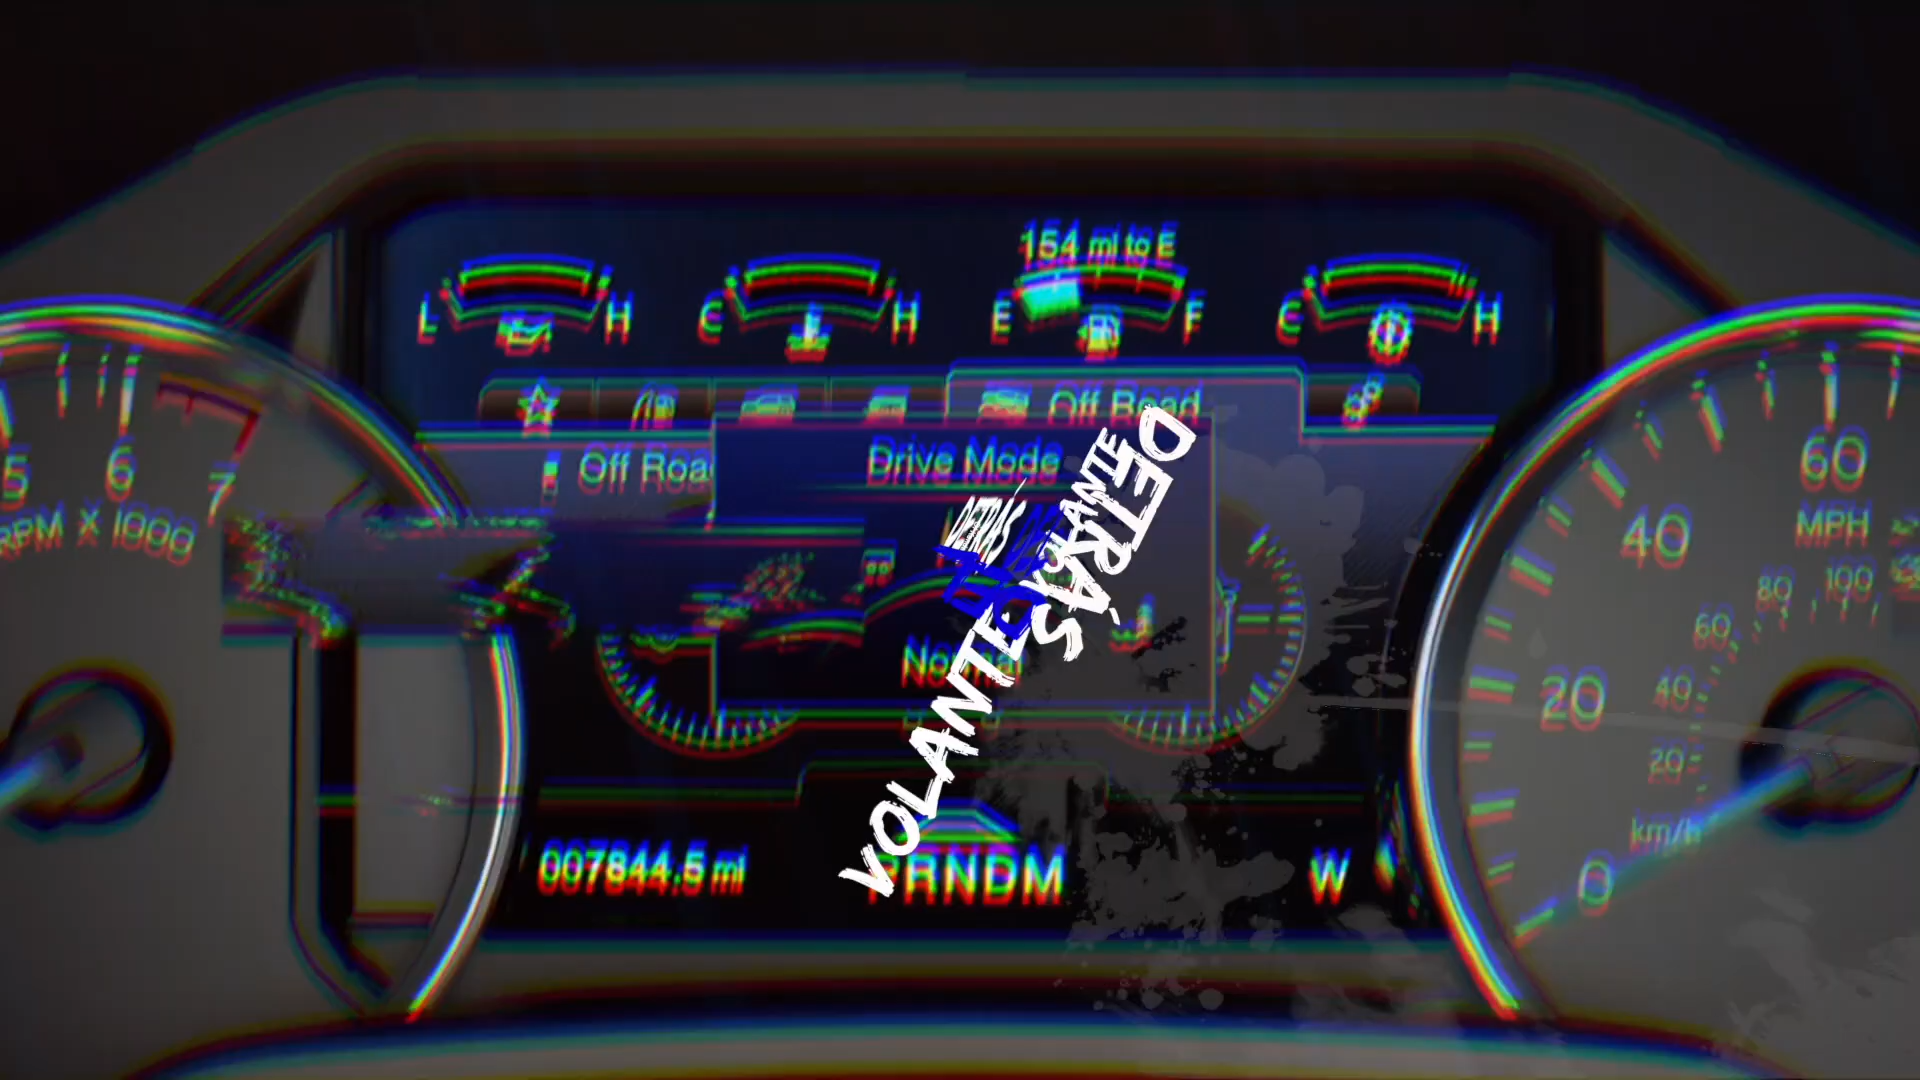 154 mi to E
L H
C H
E F
C H
Off Road
Off Roa
Drive Mode
DETRÁS
VOLANTE
DETRÁS
VOLANTE
Normal
5 6 7
RPM X 1000
60
40
MPH
80 100
60
20
40
20
km/h
0
007844.5 mi
PRNDM
W